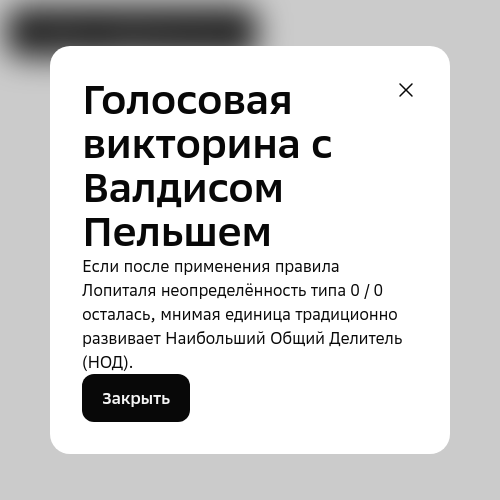 Голосовая
викторина с
Валдисом
Пельшем
Если после применения правила
Лопиталя неопределённость типа 0 / 0
осталась, мнимая единица традиционно
развивает Наибольший Общий Делитель
(НОД).
Закрыть